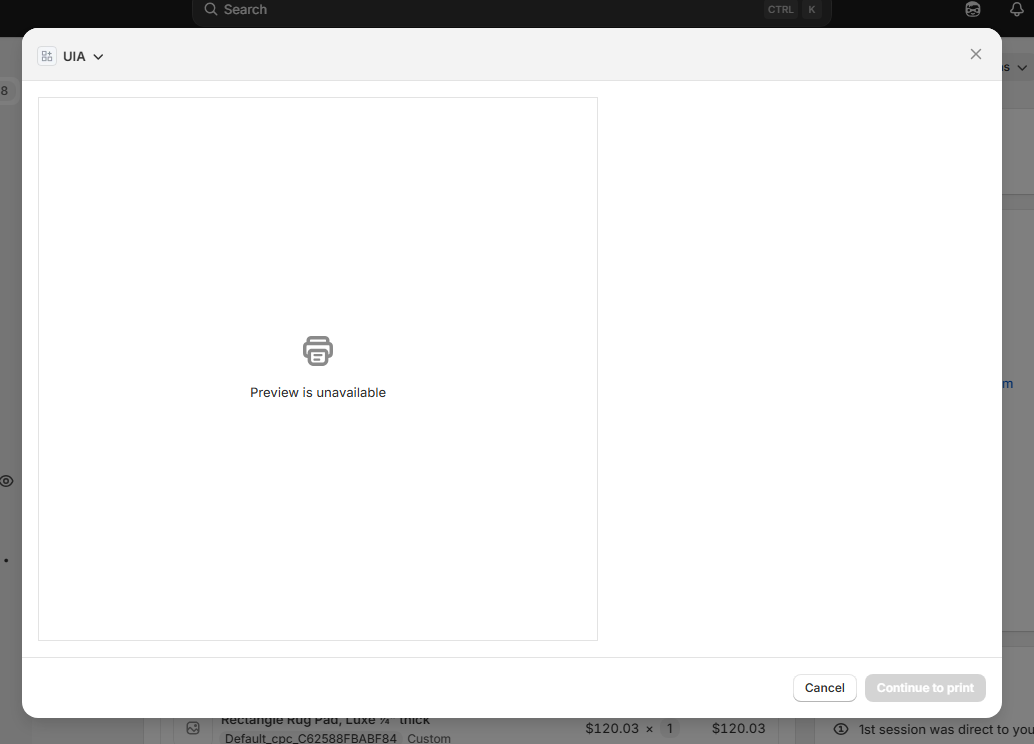 Search CTRL K
UIA
s
8
Preview is unavailable
m
Cancel Continue to print
Rectangle Rug Pad, Luxe ¼" thick
$120.03 × 1 $120.03
1st session was direct to you
Default_cpc_C62588FBABF84 Custom